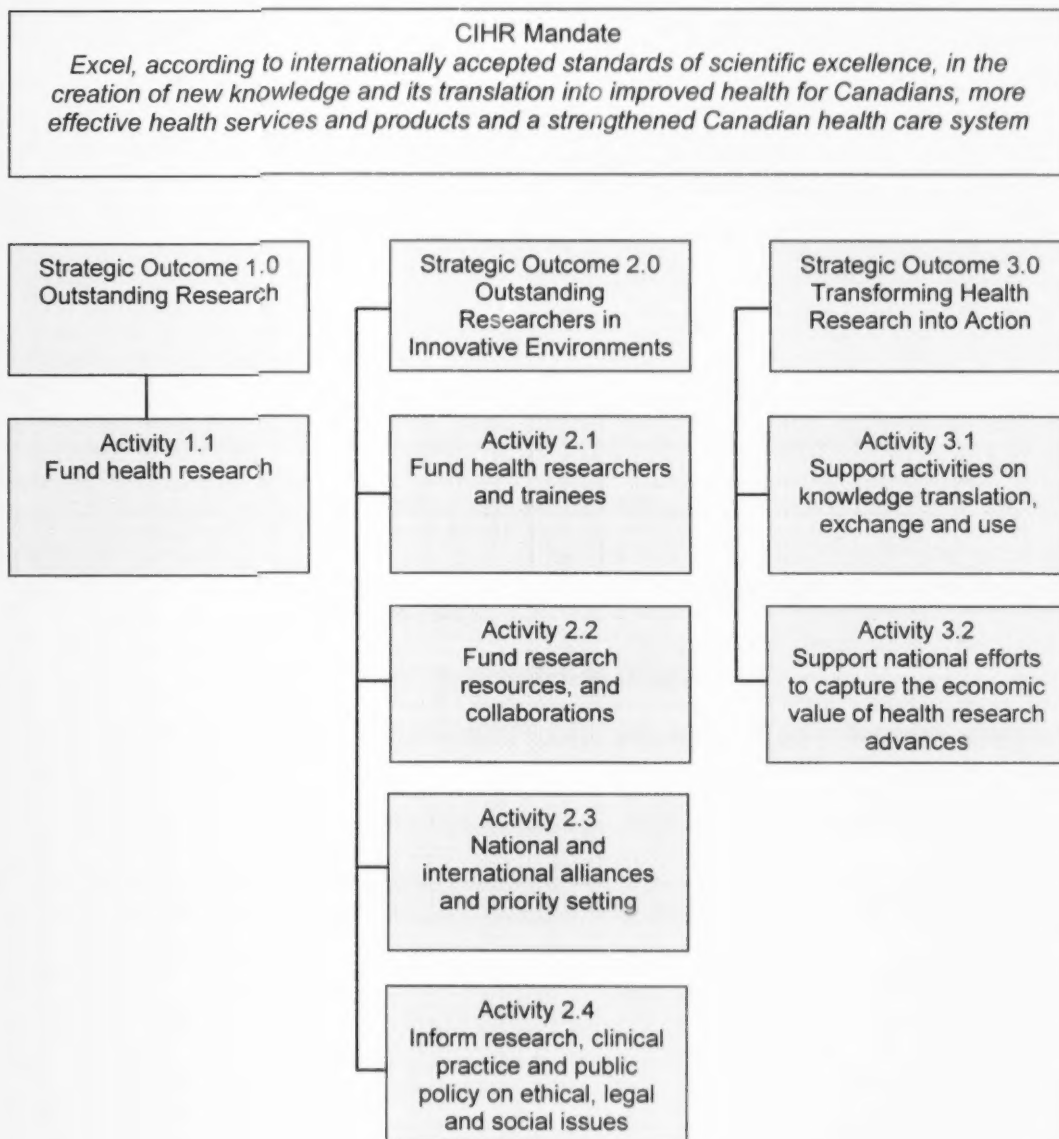 CIHR Mandate
Excel, according to internationally accepted standards of scientific excellence, in the
creation of new knowledge and its translation into improved health for Canadians, more
effective health services and products and a strengthened Canadian health care system
Strategic Outcome 1.0
Outstanding Research
Activity 1.1
Fund health research
Strategic Outcome 2.0
Outstanding
Researchers in
Innovative Environments
Activity 2.1
Fund health researchers
and trainees
Activity 2.2
Fund research
resources, and
collaborations
Activity 2.3
National and
international alliances
and priority setting
Activity 2.4
Inform research, clinical
practice and public
policy on ethical, legal
and social issues
Strategic Outcome 3.0
Transforming Health
Research into Action
Activity 3.1
Support activities on
knowledge translation,
exchange and use
Activity 3.2
Support national efforts
to capture the economic
value of health research
advances